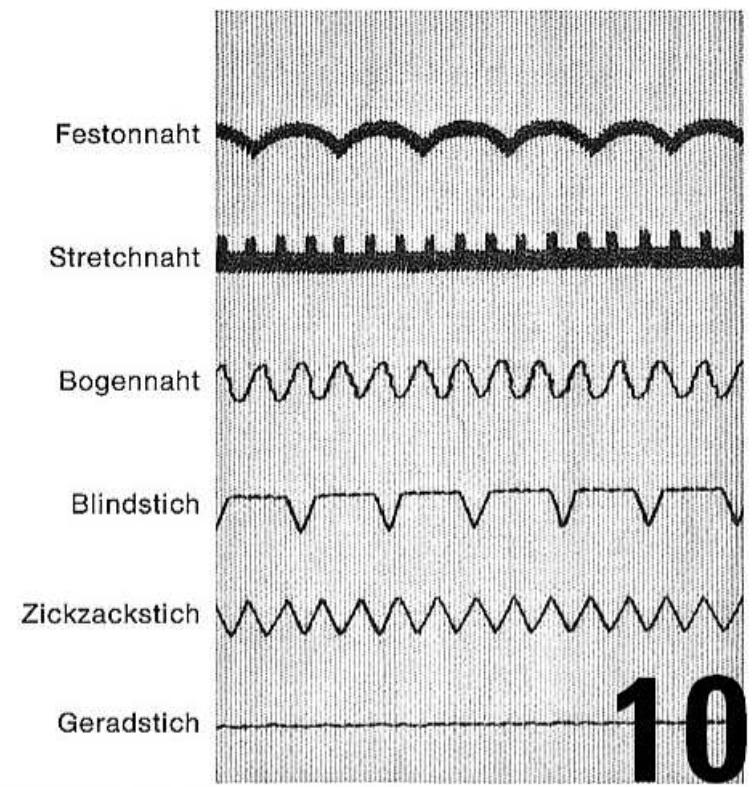 Festonnaht
Stretchnaht
Bogennaht
Blindstich
Zickzackstich
Geradstich
10